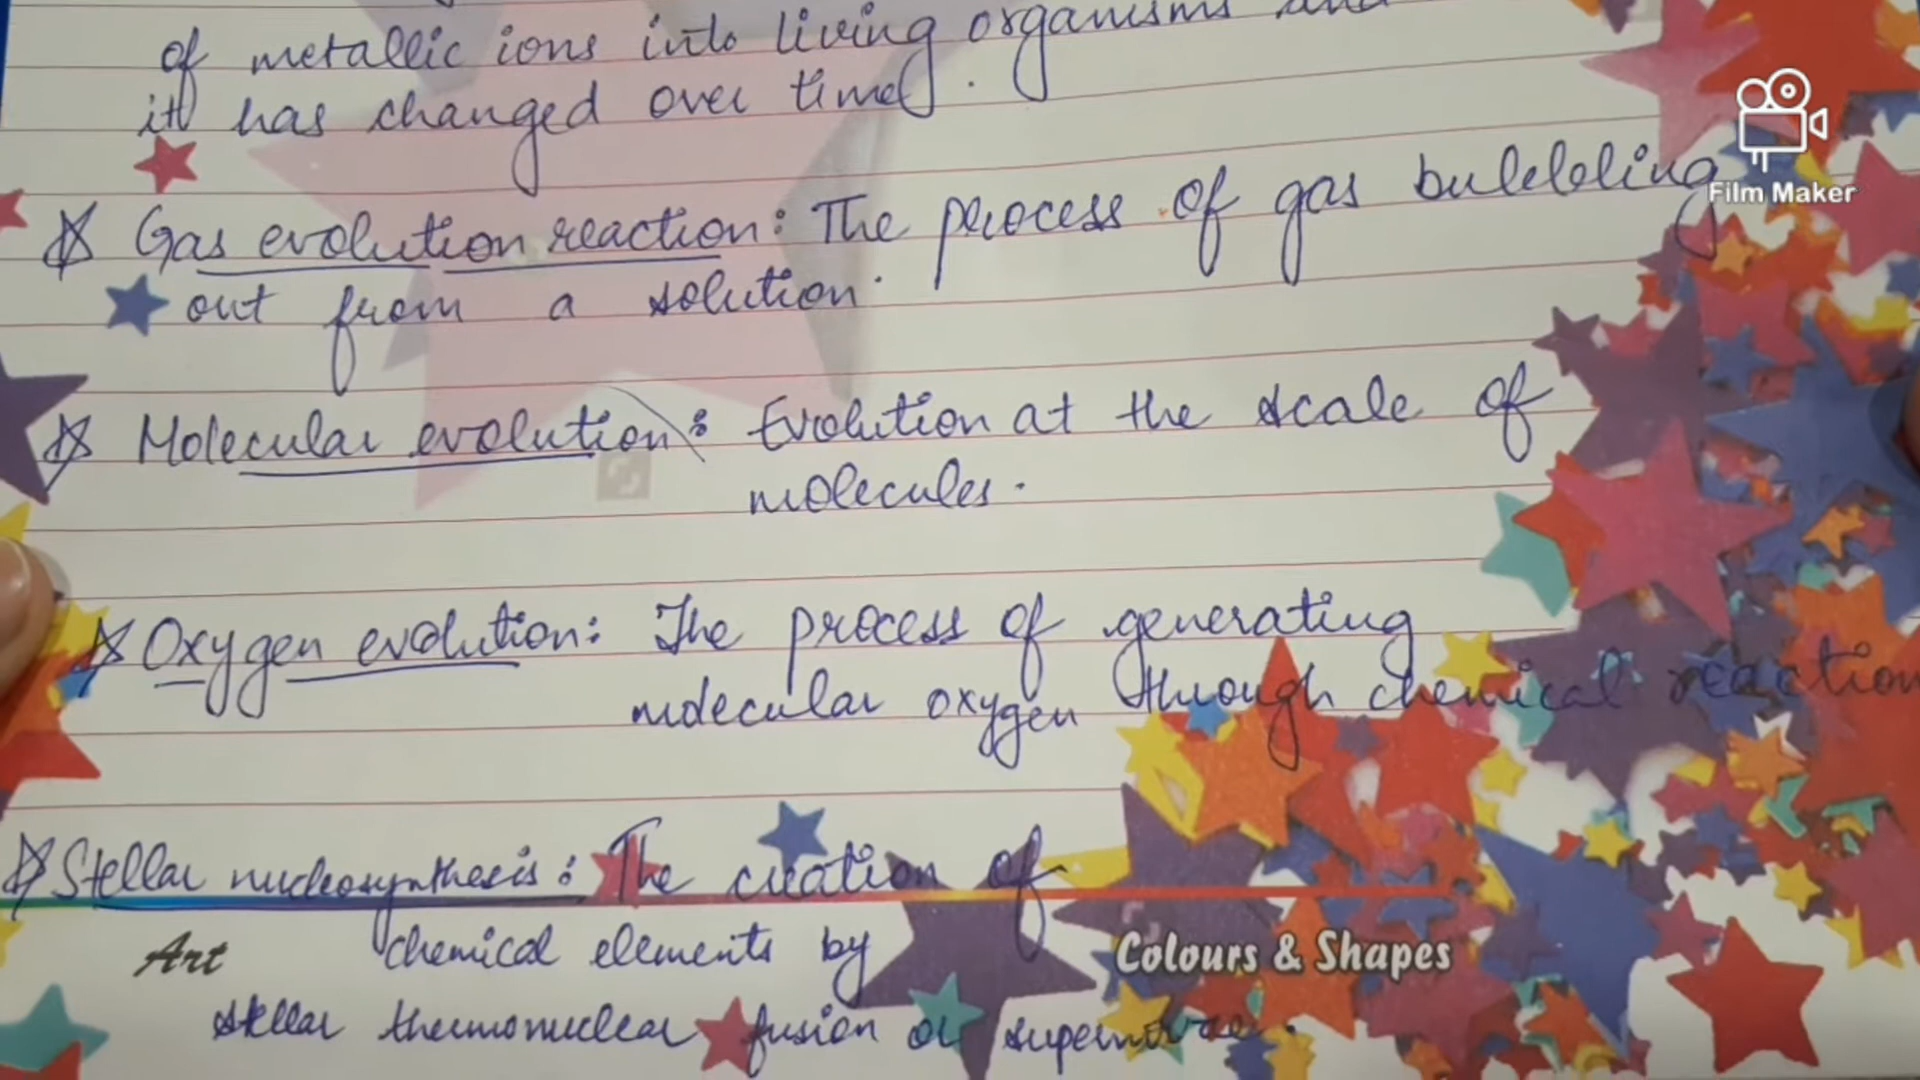 of metallic ions into living organisms and
it has changed over time.
Gas evolution reaction: The process of gas bubbling
out from a solution.
Molecular evolution: Evolution at the scale of
molecules.
Oxygen evolution: The process of generating
molecular oxygen through chemical reaction
Stellar nucleosynthesis: The creation of
chemical elements by
stellar thermonuclear fusion or supernovae.
Art
Colours & Shapes
Film Maker